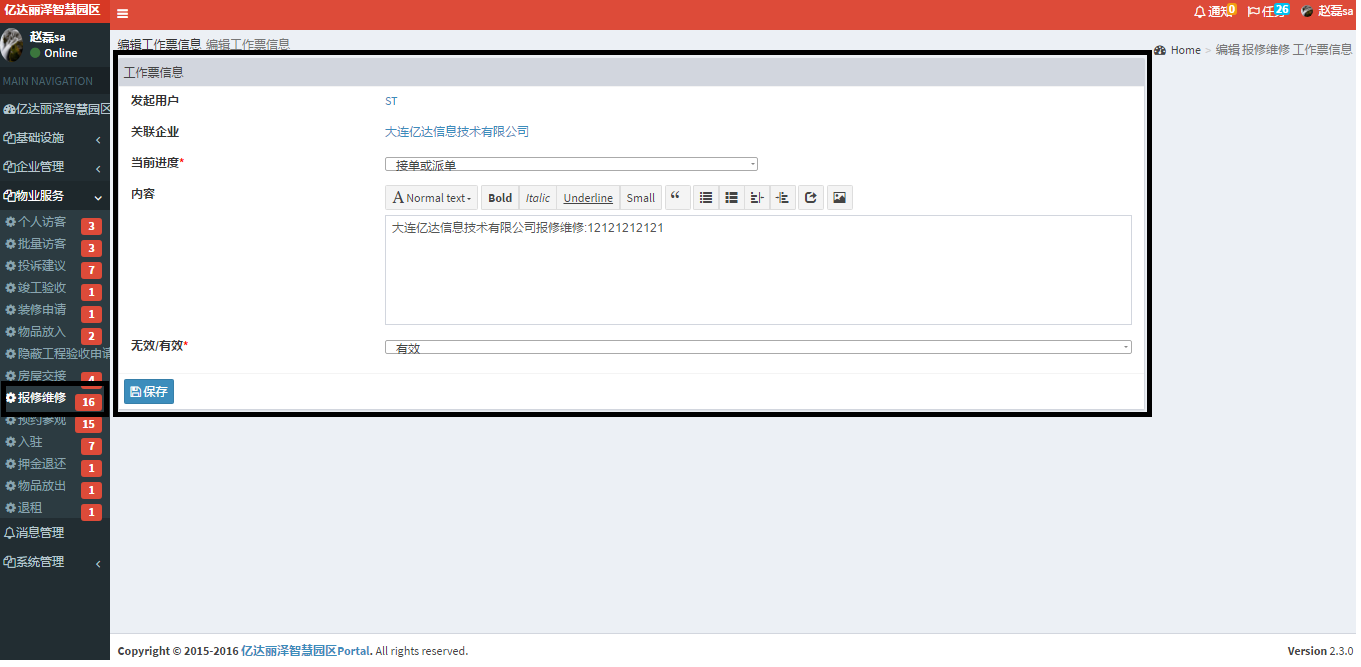 亿达丽泽智慧园区
通知 0
任 26
赵磊sa
赵磊sa
Online
MAIN NAVIGATION
亿达丽泽智慧园区
基础设施
企业管理
物业服务
个人访客 3
批量访客 3
投诉建议 7
竣工验收 1
装修申请 1
物品放入 2
隐蔽工程验收申请
房屋交接 4
报修维修 16
预约参观 15
入驻 7
押金退还 1
物品放出 1
退租 1
消息管理
系统管理
编辑工作票信息 编辑工作票信息
Home > 编辑 报修维修 工作票信息
工作票信息
发起用户 ST
关联企业 大连亿达信息技术有限公司
当前进度* 接单或派单
内容 A Normal text Bold Italic Underline Small “
大连亿达信息技术有限公司报修维修:12121212121
无效/有效* 有效
保存
Copyright © 2015-2016 亿达丽泽智慧园区Portal. All rights reserved.
Version 2.3.0